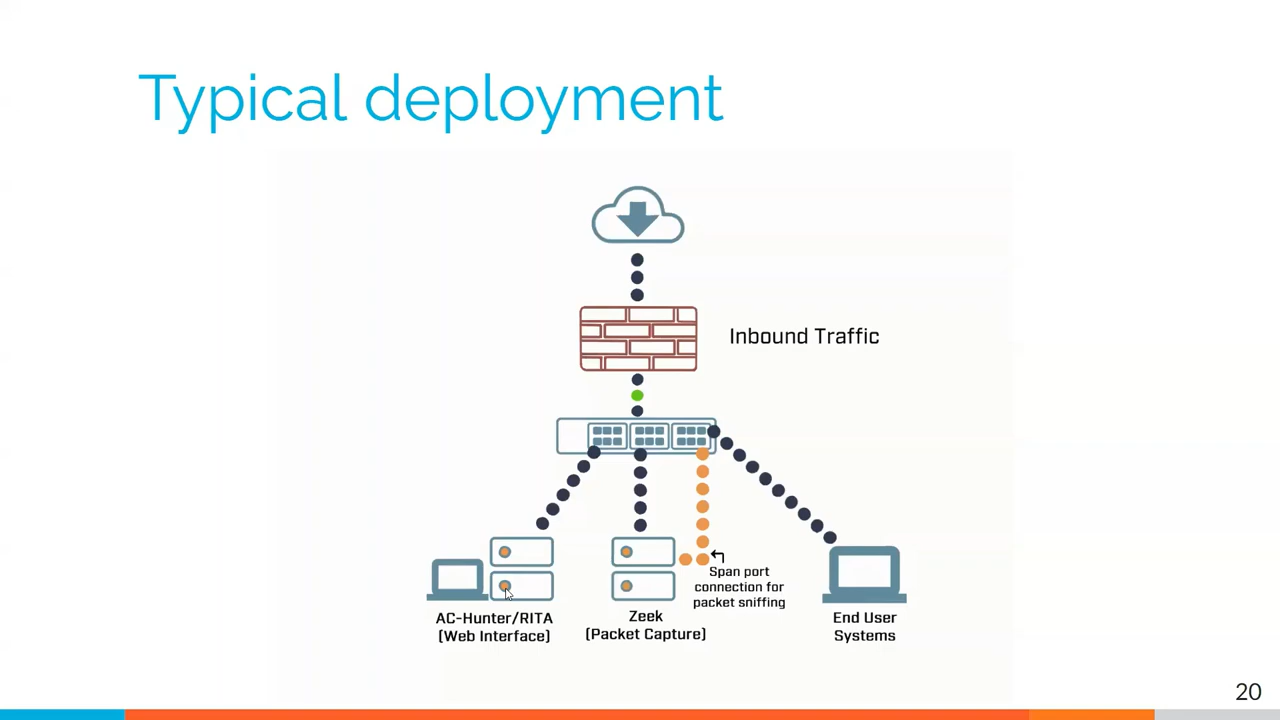 Typical deployment
Inbound Traffic
Span port
connection for
packet sniffing
AC-Hunter/RITA
(Web Interface)
Zeek
(Packet Capture)
End User
Systems
20